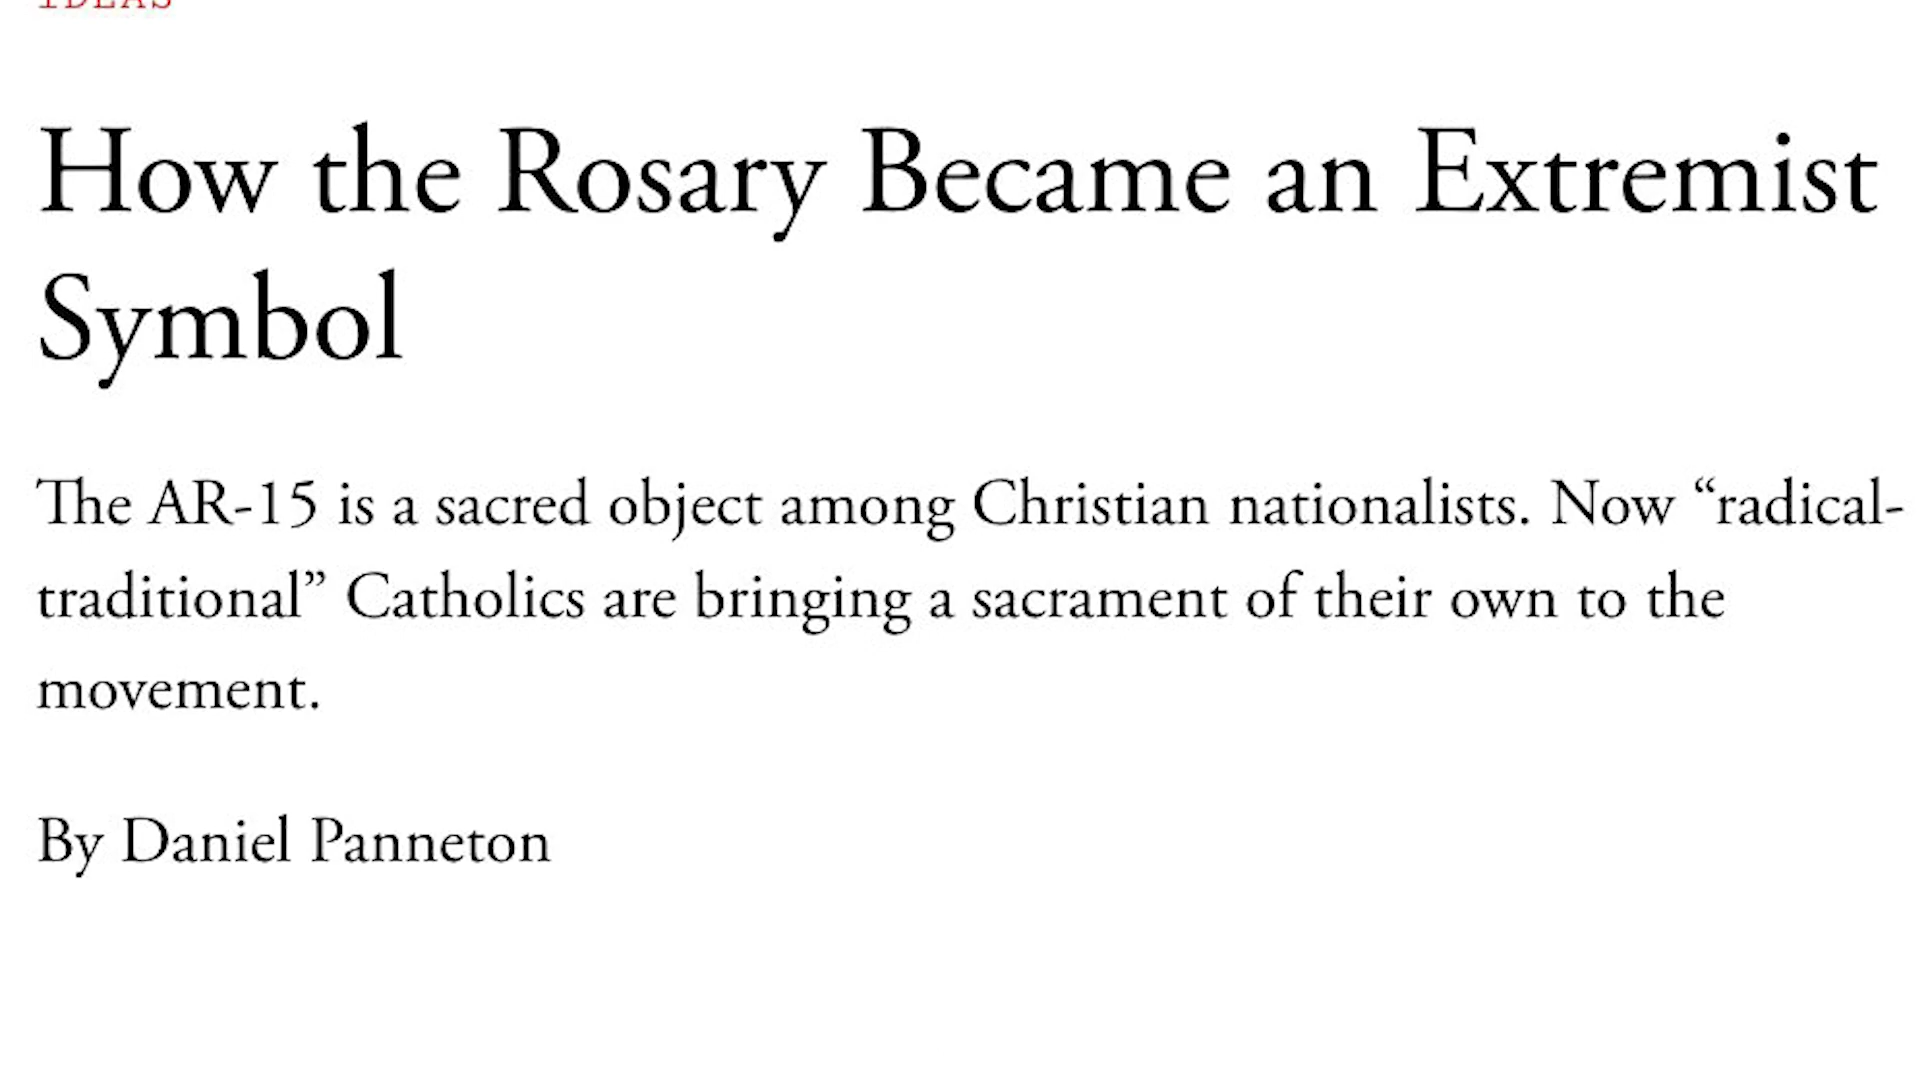 IDEAS
How the Rosary Became an Extremist
Symbol
The AR-15 is a sacred object among Christian nationalists. Now “radical-
traditional” Catholics are bringing a sacrament of their own to the
movement.
By Daniel Panneton